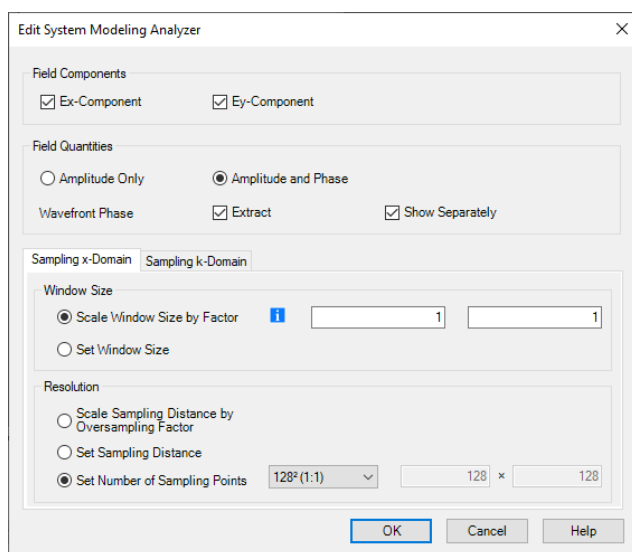 Edit System Modeling Analyzer
Field Components
Ex-Component Ey-Component
Field Quantities
Amplitude Only Amplitude and Phase
Wavefront Phase Extract Show Separately
Sampling x-Domain Sampling k-Domain
Window Size
Scale Window Size by Factor i 1 1
Set Window Size
Resolution
Scale Sampling Distance by
Oversampling Factor
Set Sampling Distance
Set Number of Sampling Points 128² (1:1) 128 × 128
OK Cancel Help